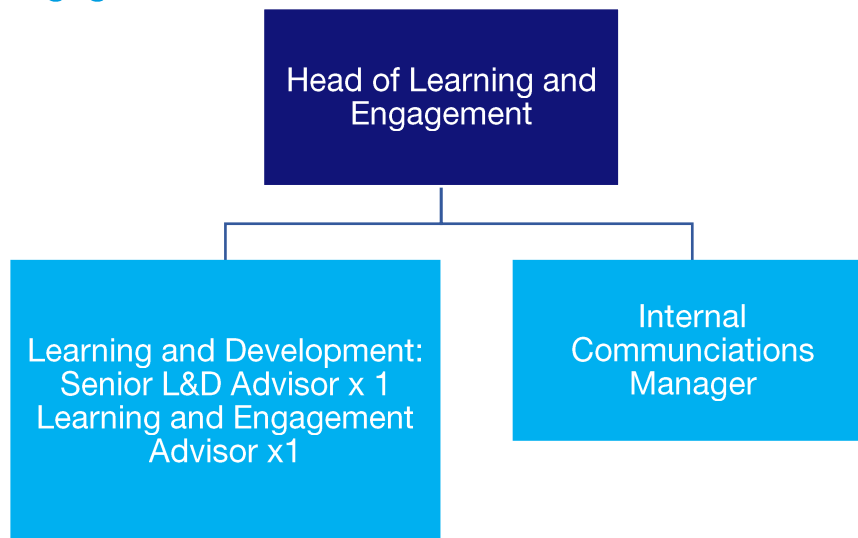 Head of Learning and
Engagement
Learning and Development:
Senior L&D Advisor x 1
Learning and Engagement
Advisor x1
Internal
Communciations
Manager